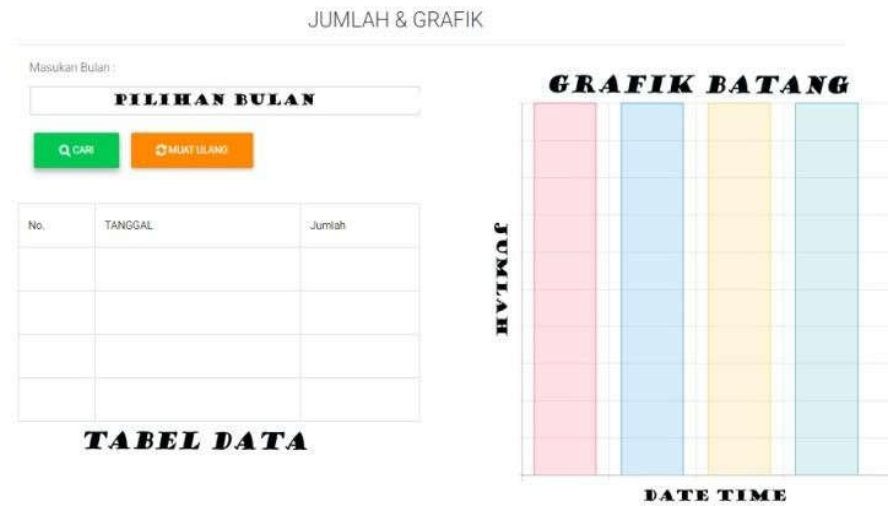 JUMLAH & GRAFIK
Masukan Bulan :
PILIHAN BULAN
CARI
MUAT ULANG
No.
TANGGAL
Jumlah
TABEL DATA
GRAFIK BATANG
JUMLAH
DATE TIME